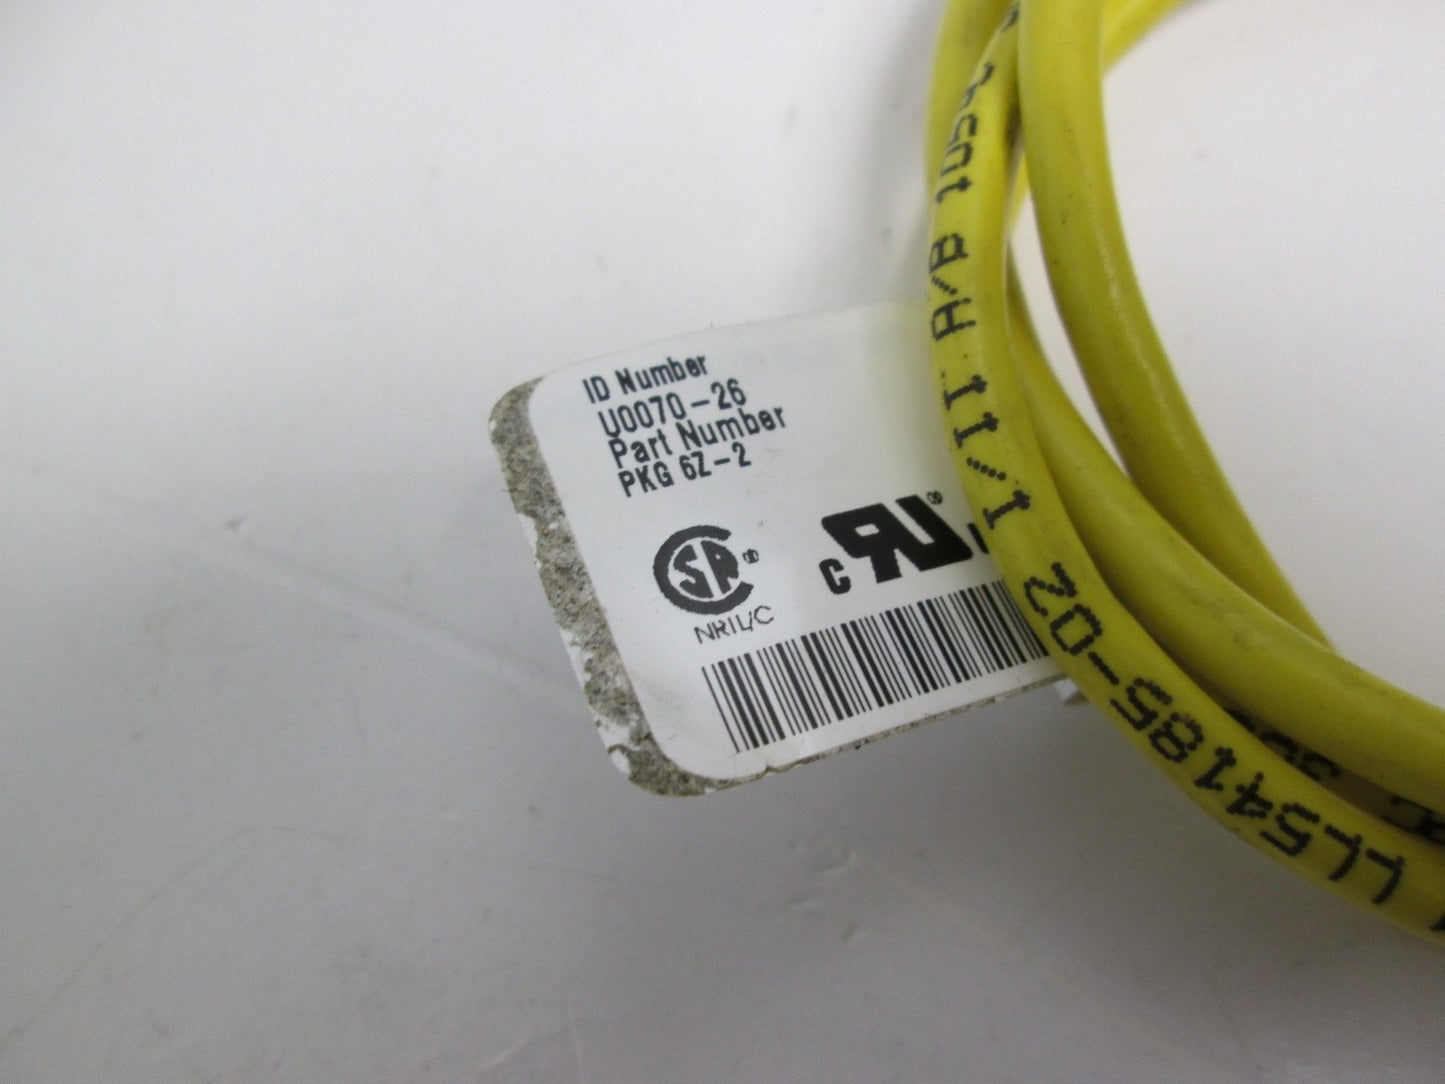 ID Number
U0070-26
Part Number
PKG 6Z-2
NRTL/C
c
LL54185-02 I/II A/B 105°C